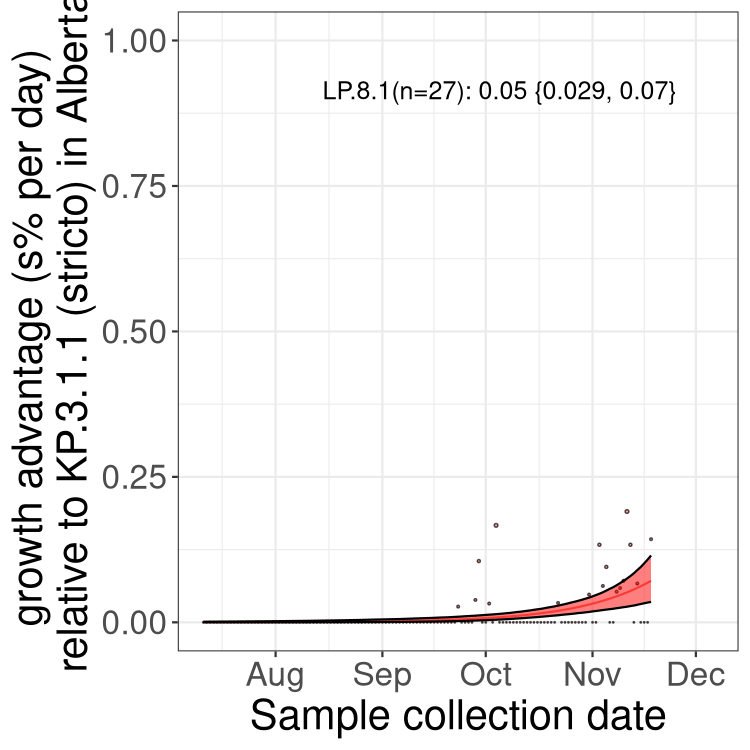 growth advantage (s% per day)
relative to KP.3.1.1 (stricto) in Alberta
1.00
0.75
0.50
0.25
0.00
LP.8.1(n=27): 0.05 {0.029, 0.07}
Aug Sep Oct Nov Dec
Sample collection date